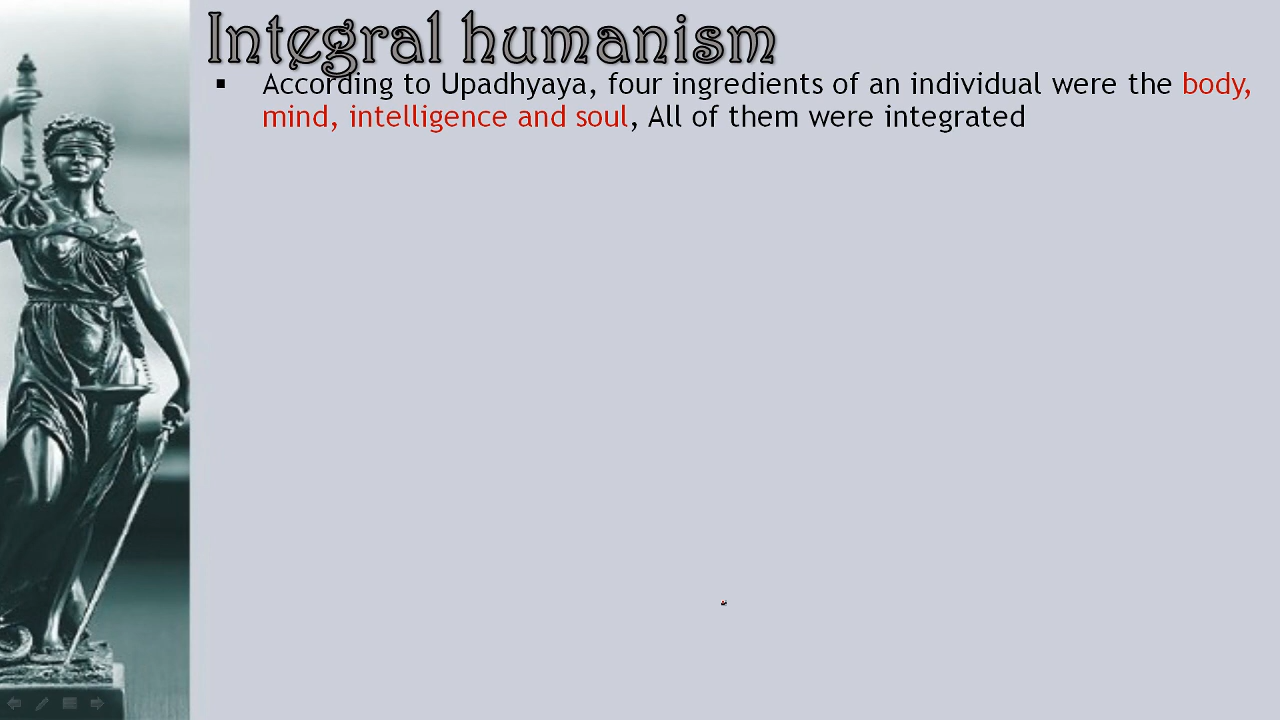 Integral humanism
▪ According to Upadhyaya, four ingredients of an individual were the body,
mind, intelligence and soul, All of them were integrated